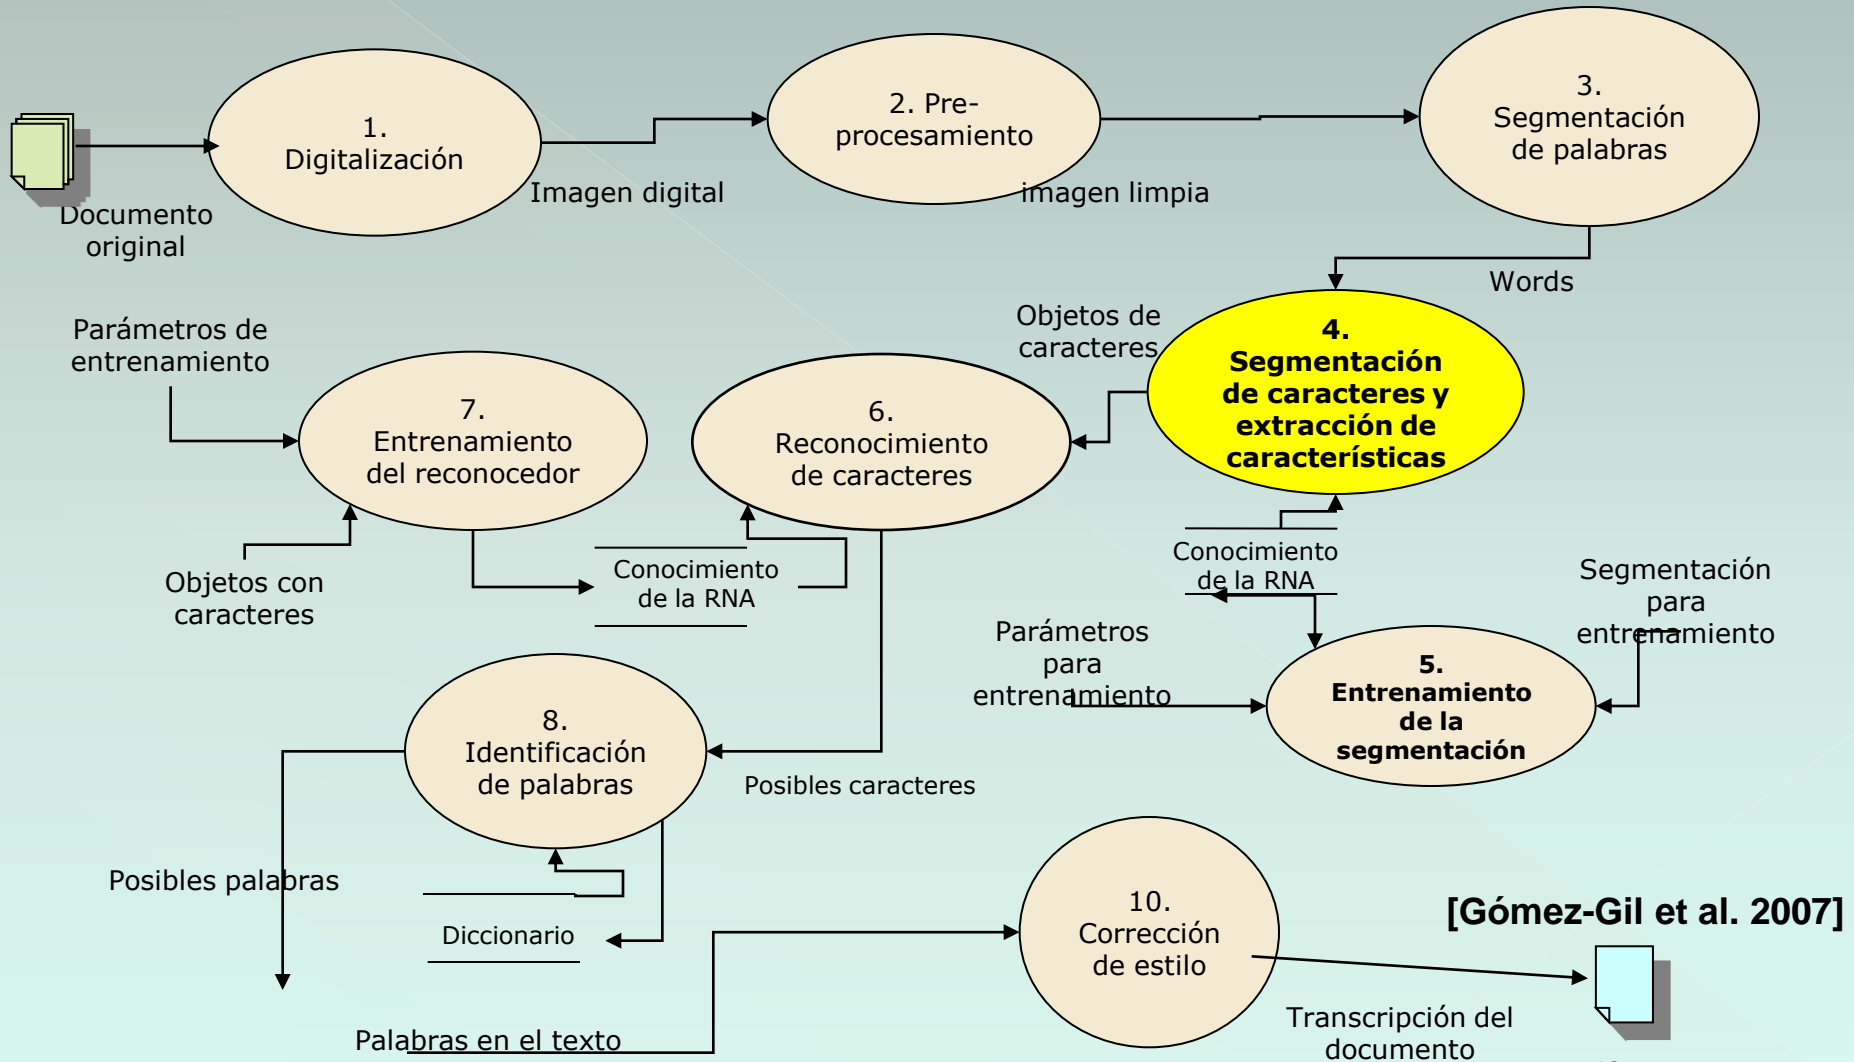 1.
Digitalización
2. Pre-
procesamiento
3.
Segmentación
de palabras
Documento
original
Imagen digital
imagen limpia
Words
Parámetros de
entrenamiento
7.
Entrenamiento
del reconocedor
6.
Reconocimiento
de caracteres
Objetos de
caracteres
4.
Segmentación
de caracteres y
extracción de
características
Objetos con
caracteres
Conocimiento
de la RNA
Conocimiento
de la RNA
Segmentación
para
entrenamiento
Parámetros
para
entrenamiento
5.
Entrenamiento
de la
segmentación
8.
Identificación
de palabras
Posibles caracteres
Posibles palabras
Diccionario
10.
Corrección
de estilo
[Gómez-Gil et al. 2007]
Palabras en el texto
Transcripción del
documento